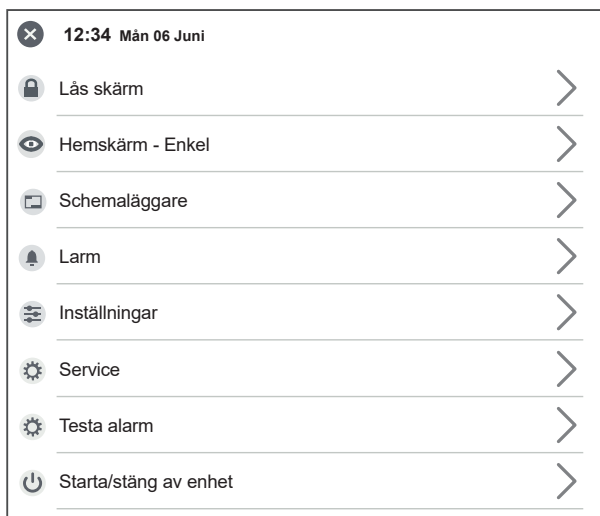 12:34 Mån 06 Juni
Lås skärm
Hemskärm - Enkel
Schemaläggare
Larm
Inställningar
Service
Testa alarm
Starta/stäng av enhet